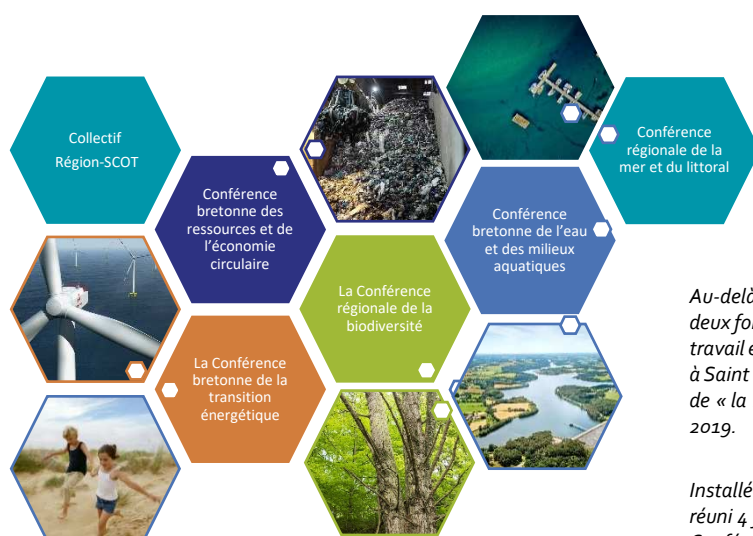 Collectif
Région-SCOT
Conférence
bretonne des
ressources et de
l'économie
circulaire
Conférence
régionale de la
mer et du littoral
Conférence
bretonne de l'eau
et des milieux
aquatiques
La Conférence
régionale de la
biodiversité
La Conférence
bretonne de la
transition
énergétique
Au-delà
deux fo
travail e
à Saint
de « la
2019.
Installé
réuni 4